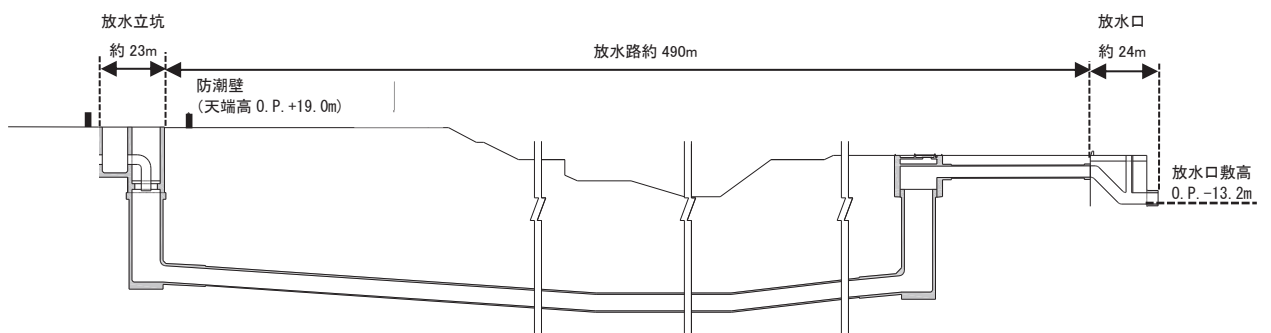 放水立坑
約 23m
放水路約 490m
放水口
約 24m
防潮壁
(天端高 O.P.+19.0m)
放水口敷高
O.P.-13.2m